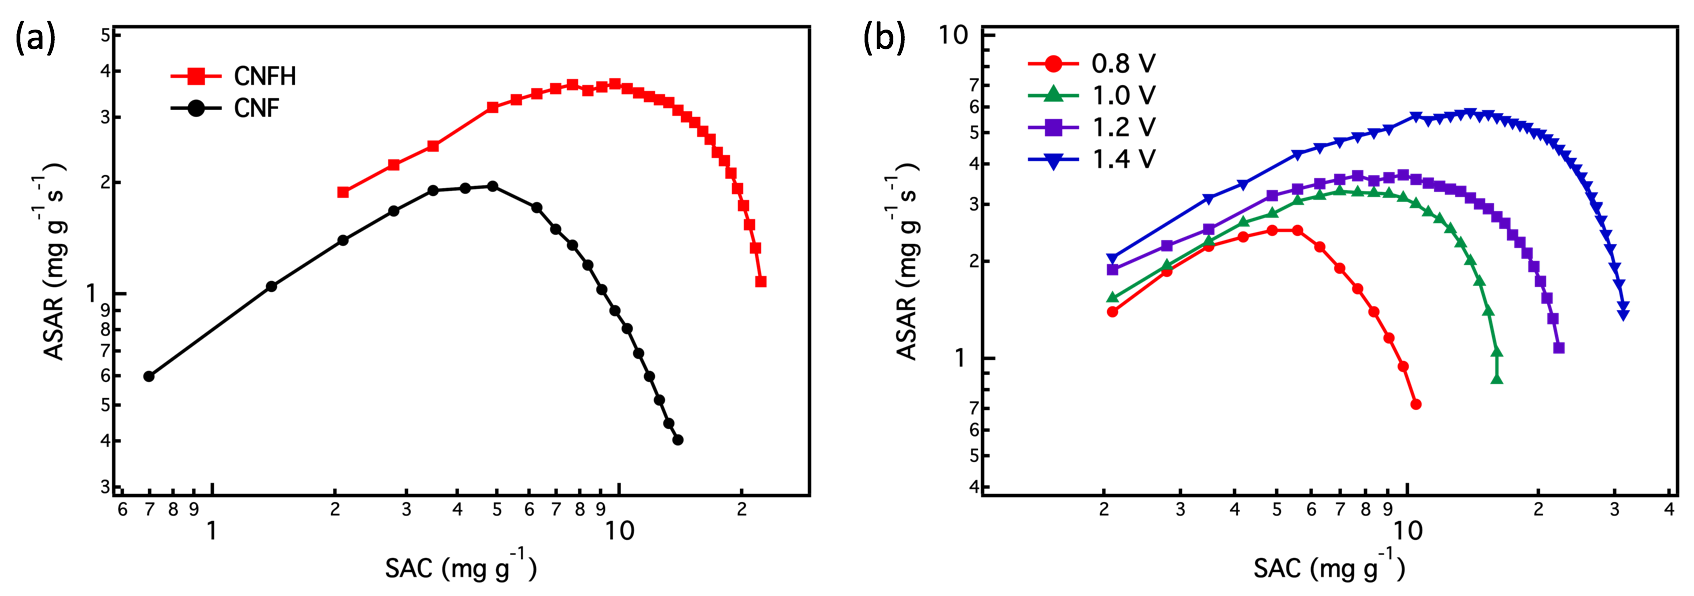 (a)
CNFH
CNF
5
4
3
2
1
9
8
7
6
5
4
3
ASAR (mg g⁻¹ s⁻¹)
6 7 8 9 2 3 4 5 6 7 8 9 2
1 10
SAC (mg g⁻¹)
(b)
0.8 V
1.0 V
1.2 V
1.4 V
10
7
6
5
4
3
2
1
7
6
5
4
ASAR (mg g⁻¹ s⁻¹)
2 3 4 5 6 7 8 9 2 3 4
10
SAC (mg g⁻¹)